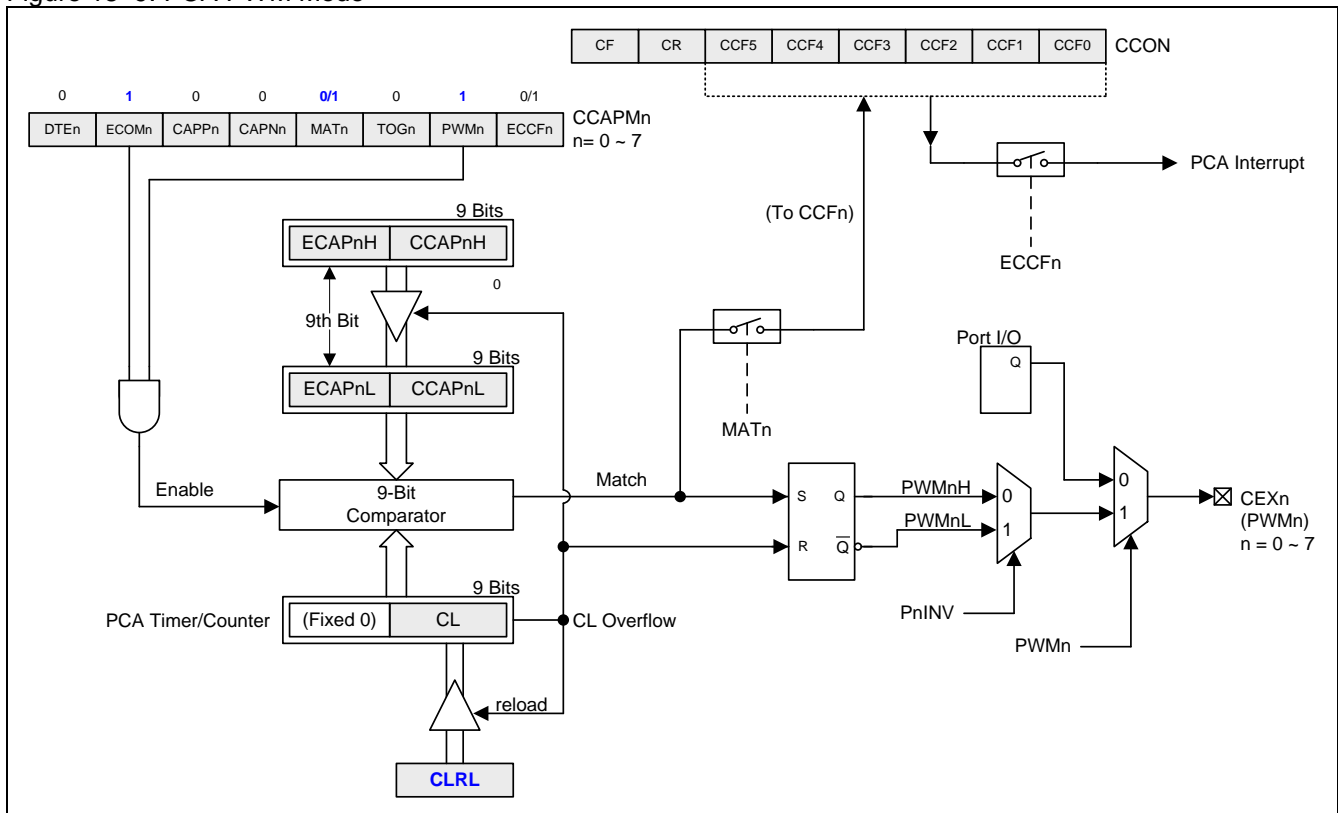 Figure PCA PWM Mode
CF CR CCF5 CCF4 CCF3 CCF2 CCF1 CCF0 CCON
0 1 0 0 0/1 0 1 0/1
DTEn ECOMn CAPPn CAPNn MATn TOGn PWMn ECCFn
CCAPMn
n= 0 ~ 7
PCA Interrupt
(To CCFn)
ECCFn
9 Bits
ECAPnH CCAPnH
0
9th Bit
9 Bits
ECAPnL CCAPnL
MATn
Port I/O
Q
Enable
9-Bit
Comparator
Match
S Q
R Q
PWMnH
PWMnL
0
1
0
1
CEXn
(PWMn)
n = 0 ~ 7
PnINV
PWMn
9 Bits
PCA Timer/Counter
(Fixed 0) CL
CL Overflow
reload
CLRL